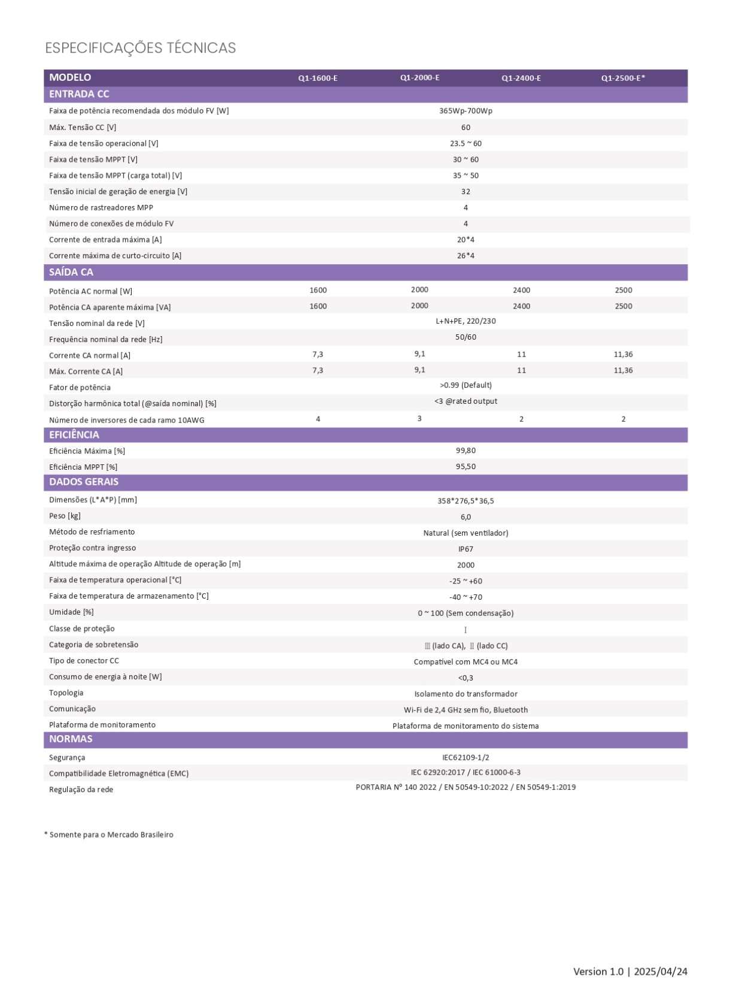 ESPECIFICAÇÕES TÉCNICAS
MODELO Q1-1600-E Q1-2000-E Q1-2400-E Q1-2500-E*
ENTRADA CC
Faixa de potência recomendada dos módulo FV [W] 365Wp-700Wp
Máx. Tensão CC [V] 60
Faixa de tensão operacional [V] 23.5 ~ 60
Faixa de tensão MPPT [V] 30 ~ 60
Faixa de tensão MPPT (carga total) [V] 35 ~ 50
Tensão inicial de geração de energia [V] 32
Número de rastreadores MPP 4
Número de conexões de módulo FV 4
Corrente de entrada máxima [A] 20*4
Corrente máxima de curto-circuito [A] 26*4
SAÍDA CA
Potência AC normal [W] 1600 2000 2400 2500
Potência CA aparente máxima [VA] 1600 2000 2400 2500
Tensão nominal da rede [V] L+N+PE, 220/230
Frequência nominal da rede [Hz] 50/60
Corrente CA normal [A] 7,3 9,1 11 11,36
Máx. Corrente CA [A] 7,3 9,1 11 11,36
Fator de potência >0.99 (Default)
Distorção harmônica total (@saída nominal) [%] <3 @rated output
Número de inversores de cada ramo 10AWG 4 3 2 2
EFICIÊNCIA
Eficiência Máxima [%] 99,80
Eficiência MPPT [%] 95,50
DADOS GERAIS
Dimensões (L*A*P) [mm] 358*276,5*36,5
Peso [kg] 6,0
Método de resfriamento Natural (sem ventilador)
Proteção contra ingresso IP67
Altitude máxima de operação Altitude de operação [m] 2000
Faixa de temperatura operacional [°C] -25 ~ +60
Faixa de temperatura de armazenamento [°C] -40 ~ +70
Umidade [%] 0 ~ 100 (Sem condensação)
Classe de proteção Ⅰ
Categoria de sobretensão Ⅲ (lado CA), Ⅱ (lado CC)
Tipo de conector CC Compatível com MC4 ou MC4
Consumo de energia à noite [W] <0,3
Topologia Isolamento do transformador
Comunicação Wi-Fi de 2,4 GHz sem fio, Bluetooth
Plataforma de monitoramento Plataforma de monitoramento do sistema
NORMAS
Segurança IEC62109-1/2
Compatibilidade Eletromagnética (EMC) IEC 62920:2017 / IEC 61000-6-3
Regulação da rede PORTARIA Nº 140 2022 / EN 50549-10:2022 / EN 50549-1:2019
* Somente para o Mercado Brasileiro
Version 1.0 | 2025/04/24